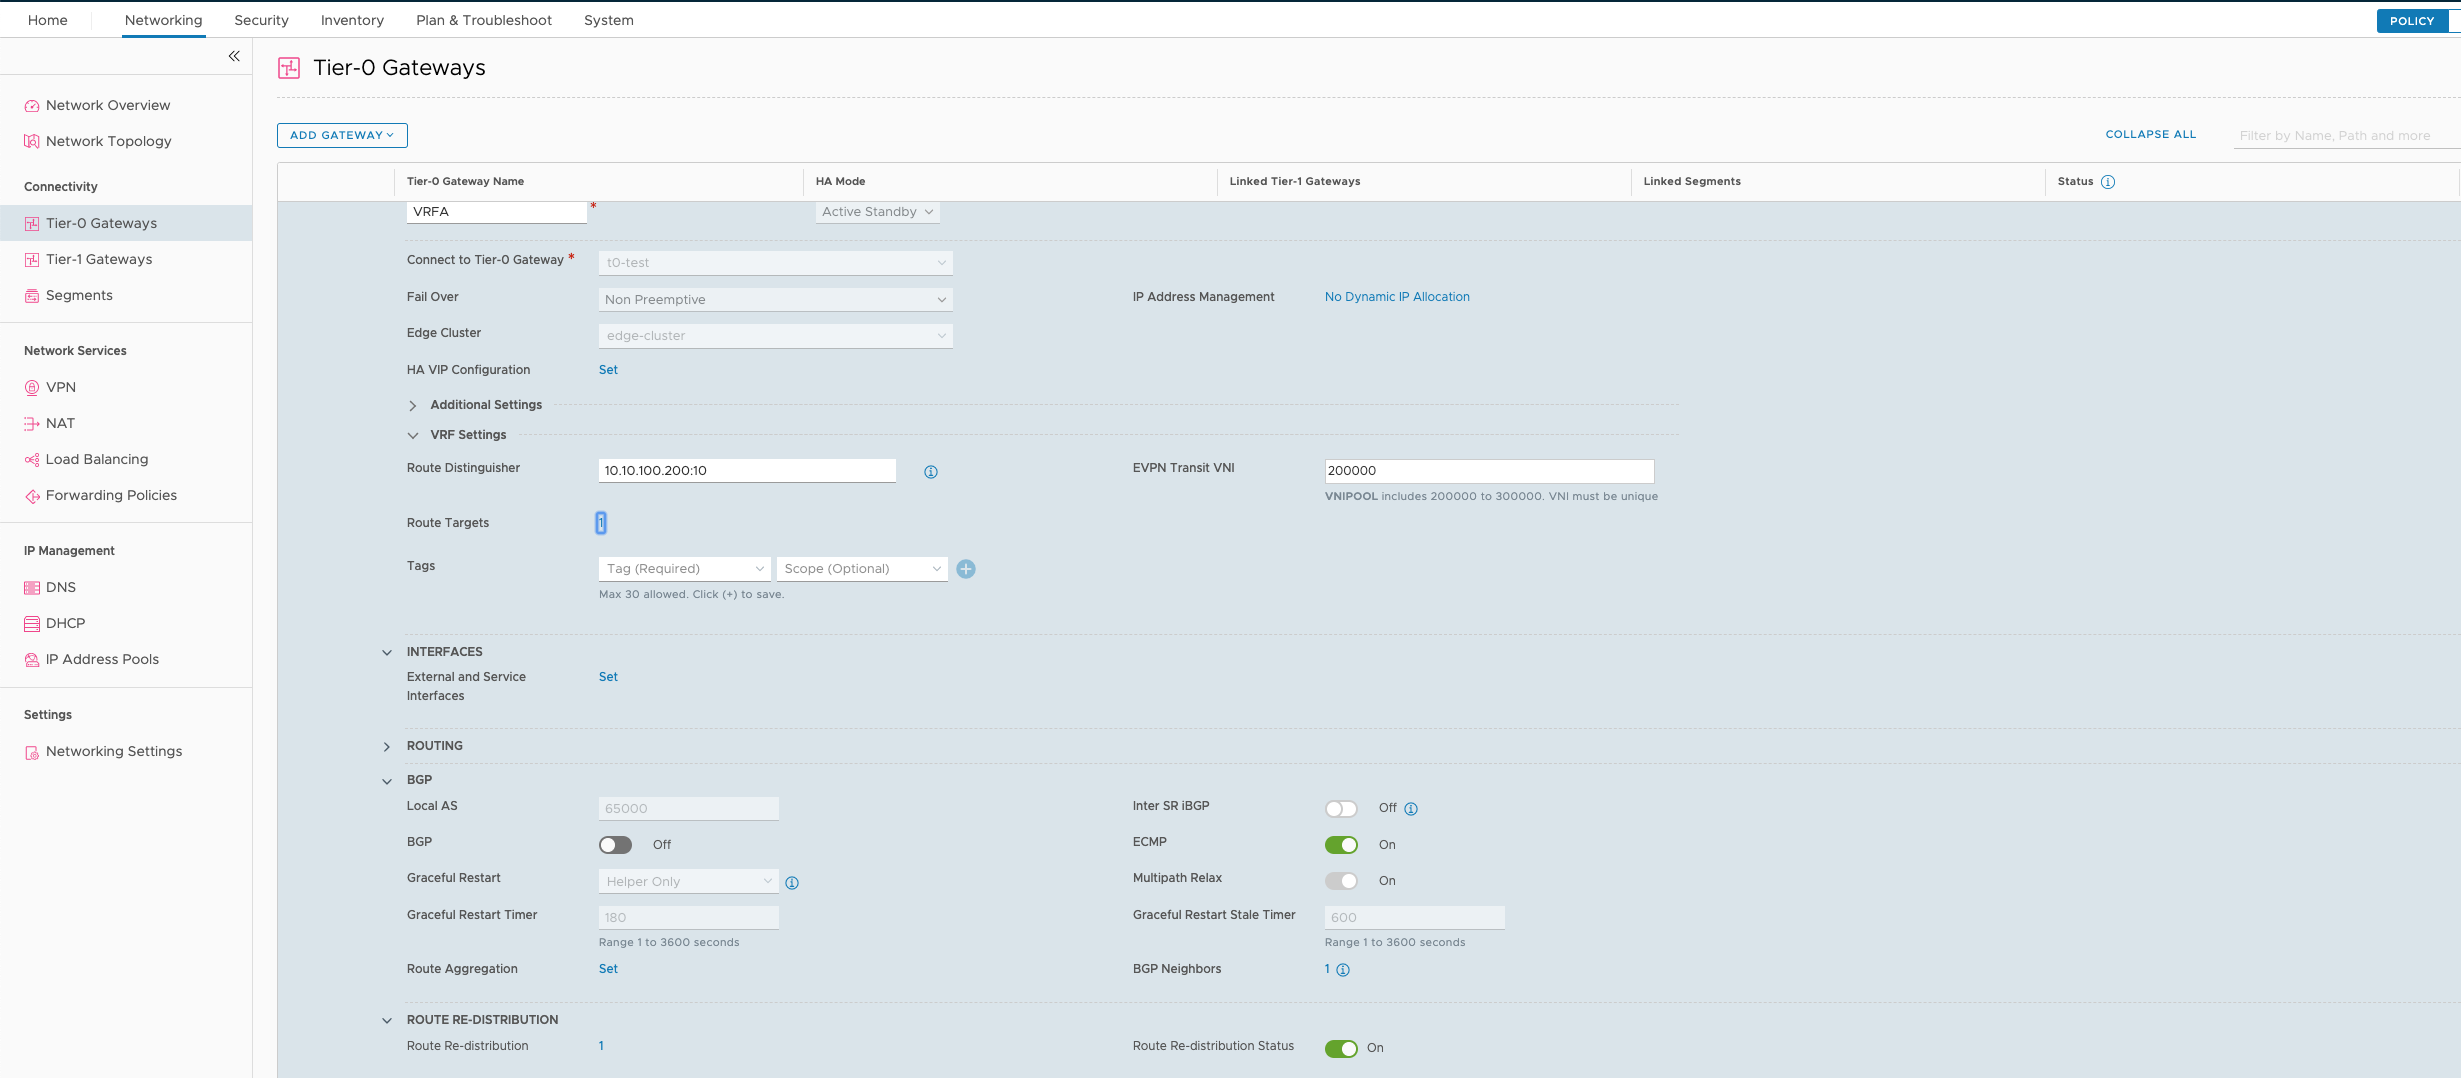 Home Networking Security Inventory Plan & Troubleshoot System POLICY
Tier-0 Gateways
Network Overview
Network Topology
Connectivity
Tier-0 Gateways
Tier-1 Gateways
Segments
Network Services
VPN
NAT
Load Balancing
Forwarding Policies
IP Management
DNS
DHCP
IP Address Pools
Settings
Networking Settings
ADD GATEWAY COLLAPSE ALL Filter by Name, Path and more
Tier-0 Gateway Name HA Mode Linked Tier-1 Gateways Linked Segments Status
VRFA * Active Standby
Connect to Tier-0 Gateway * t0-test
Fail Over Non Preemptive IP Address Management No Dynamic IP Allocation
Edge Cluster edge-cluster
HA VIP Configuration Set
Additional Settings
VRF Settings
Route Distinguisher 10.10.100.200:10 EVPN Transit VNI 200000
VNIPOOL includes 200000 to 300000. VNI must be unique
Route Targets 1
Tags Tag (Required) Scope (Optional)
Max 30 allowed. Click (+) to save.
INTERFACES
External and Service Set
Interfaces
ROUTING
BGP
Local AS 65000 Inter SR iBGP Off
BGP Off ECMP On
Graceful Restart Helper Only Multipath Relax On
Graceful Restart Timer 180 Graceful Restart Stale Timer 600
Range 1 to 3600 seconds Range 1 to 3600 seconds
Route Aggregation Set BGP Neighbors 1
ROUTE RE-DISTRIBUTION
Route Re-distribution 1 Route Re-distribution Status On